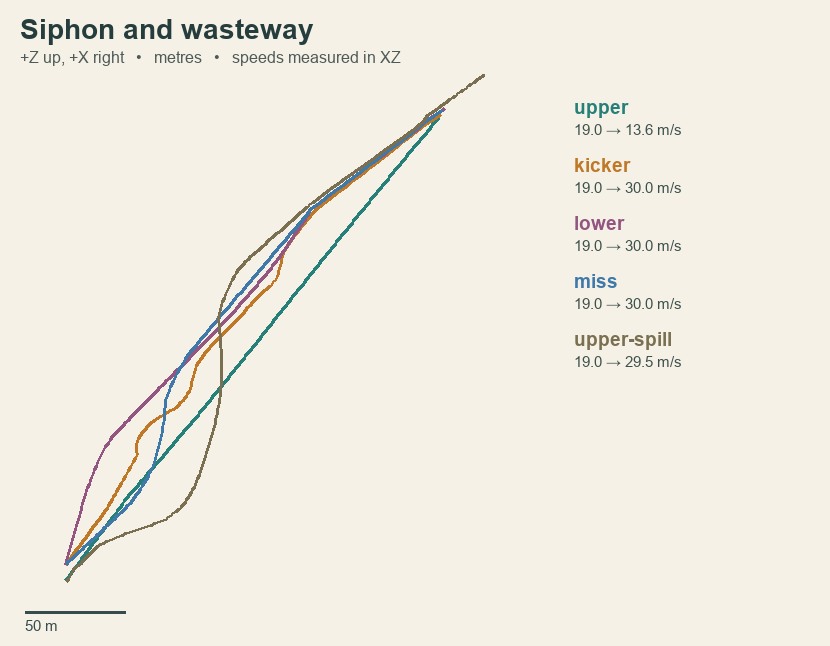 Siphon and wasteway
+Z up, +X right • metres • speeds measured in XZ
upper
19.0 → 13.6 m/s
kicker
19.0 → 30.0 m/s
lower
19.0 → 30.0 m/s
miss
19.0 → 30.0 m/s
upper-spill
19.0 → 29.5 m/s
50 m